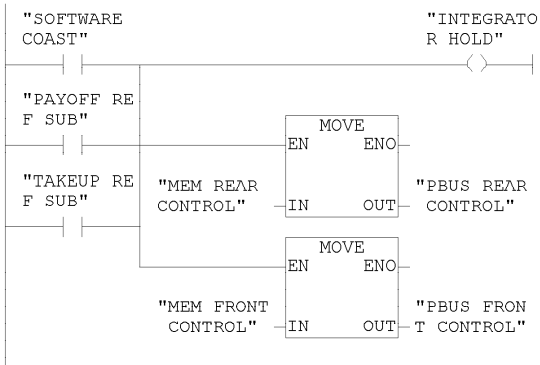 "SOFTWARE
COAST"
"INTEGRATO
R HOLD"
"PAYOFF RE
F SUB"
MOVE
EN ENO
"TAKEUP RE
F SUB"
"MEM REAR
CONTROL"
IN OUT
"PBUS REAR
CONTROL"
MOVE
EN ENO
"MEM FRONT
CONTROL"
IN OUT
"PBUS FRON
T CONTROL"